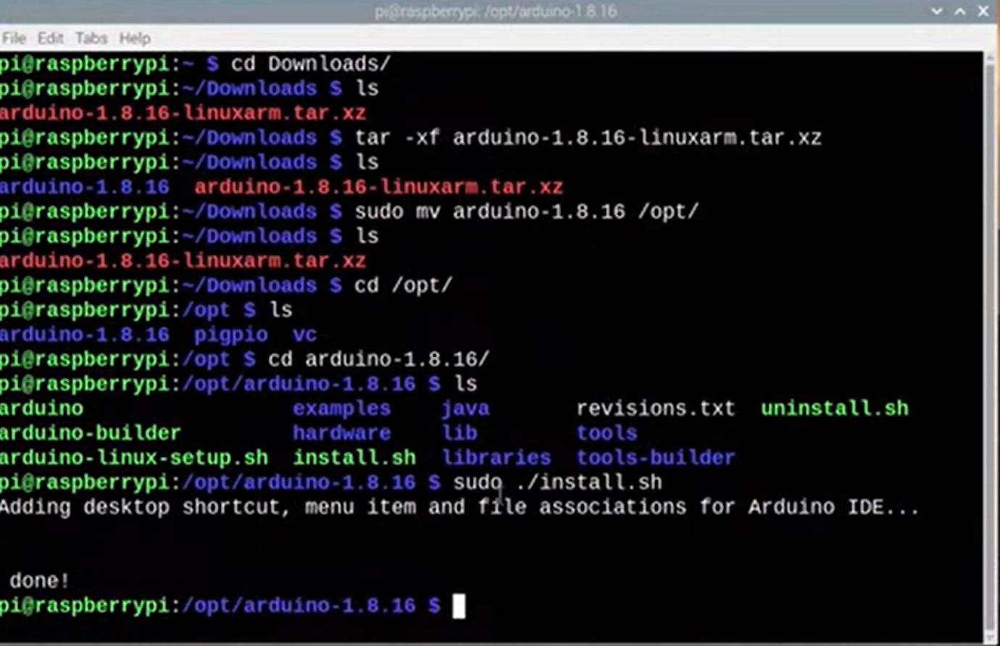 pi@raspberrypi: /opt/arduino-1.8.16
File Edit Tabs Help
pi@raspberrypi:~ $ cd Downloads/
pi@raspberrypi:~/Downloads $ ls
arduino-1.8.16-linuxarm.tar.xz
pi@raspberrypi:~/Downloads $ tar -xf arduino-1.8.16-linuxarm.tar.xz
pi@raspberrypi:~/Downloads $ ls
arduino-1.8.16 arduino-1.8.16-linuxarm.tar.xz
pi@raspberrypi:~/Downloads $ sudo mv arduino-1.8.16 /opt/
pi@raspberrypi:~/Downloads $ ls
arduino-1.8.16-linuxarm.tar.xz
pi@raspberrypi:~/Downloads $ cd /opt/
pi@raspberrypi:/opt $ ls
arduino-1.8.16 pigpio vc
pi@raspberrypi:/opt $ cd arduino-1.8.16/
pi@raspberrypi:/opt/arduino-1.8.16 $ ls
arduino examples java revisions.txt uninstall.sh
arduino-builder hardware lib tools
arduino-linux-setup.sh install.sh libraries tools-builder
pi@raspberrypi:/opt/arduino-1.8.16 $ sudo ./install.sh
Adding desktop shortcut, menu item and file associations for Arduino IDE...
done!
pi@raspberrypi:/opt/arduino-1.8.16 $